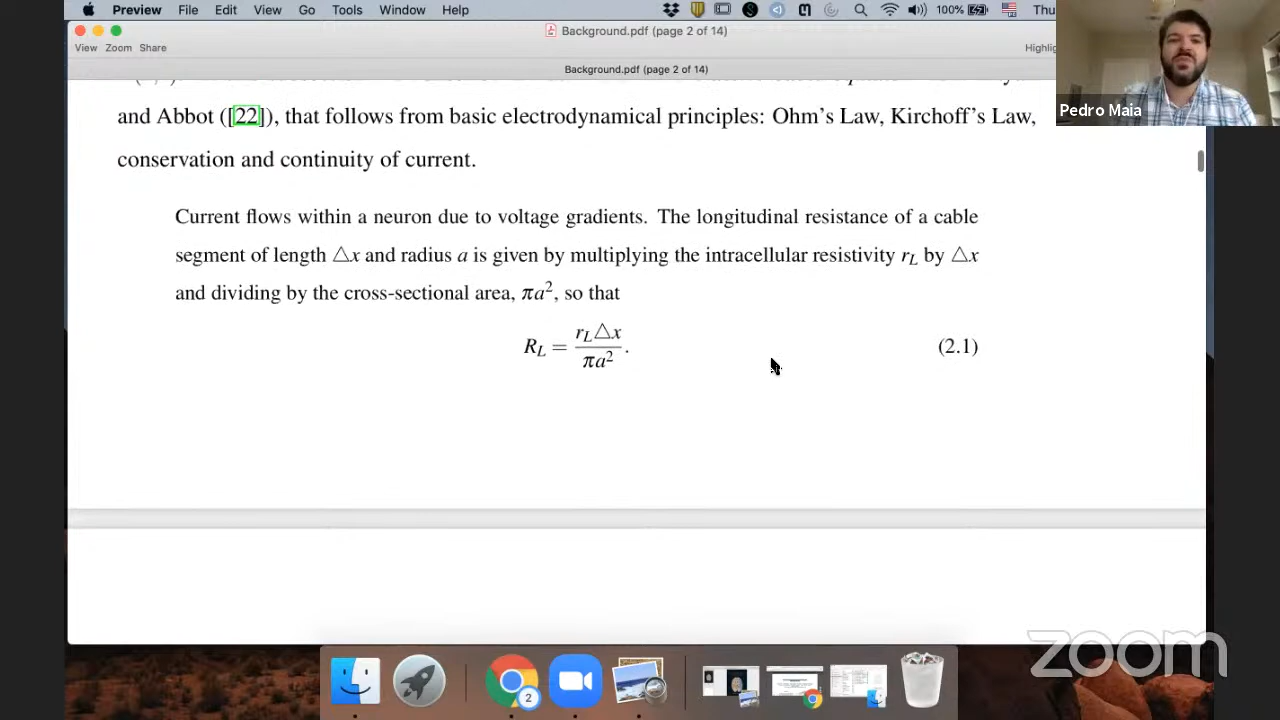 Preview File Edit View Go Tools Window Help 100% Thu
Background.pdf (page 2 of 14)
View Zoom Share Highlig
Background.pdf (page 2 of 14)
and Abbot ([22]), that follows from basic electrodynamical principles: Ohm's Law, Kirchoff's Law,
conservation and continuity of current.
Current flows within a neuron due to voltage gradients. The longitudinal resistance of a cable
segment of length △x and radius a is given by multiplying the intracellular resistivity r_L by △x
and dividing by the cross-sectional area, πa², so that
R_L = r_L△x / πa². (2.1)
Pedro Maia
2
zoom